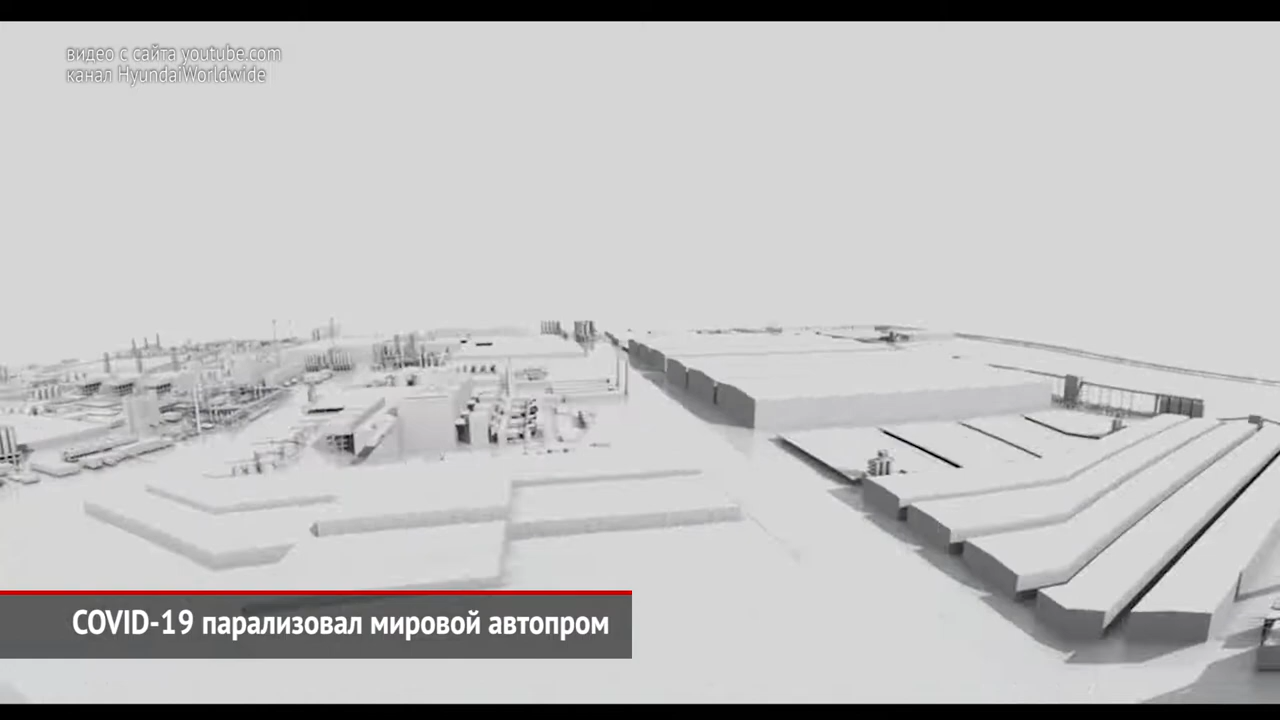 видео с сайта youtube.com
канал HyundaiWorldwide
COVID-19 парализовал мировой автопром